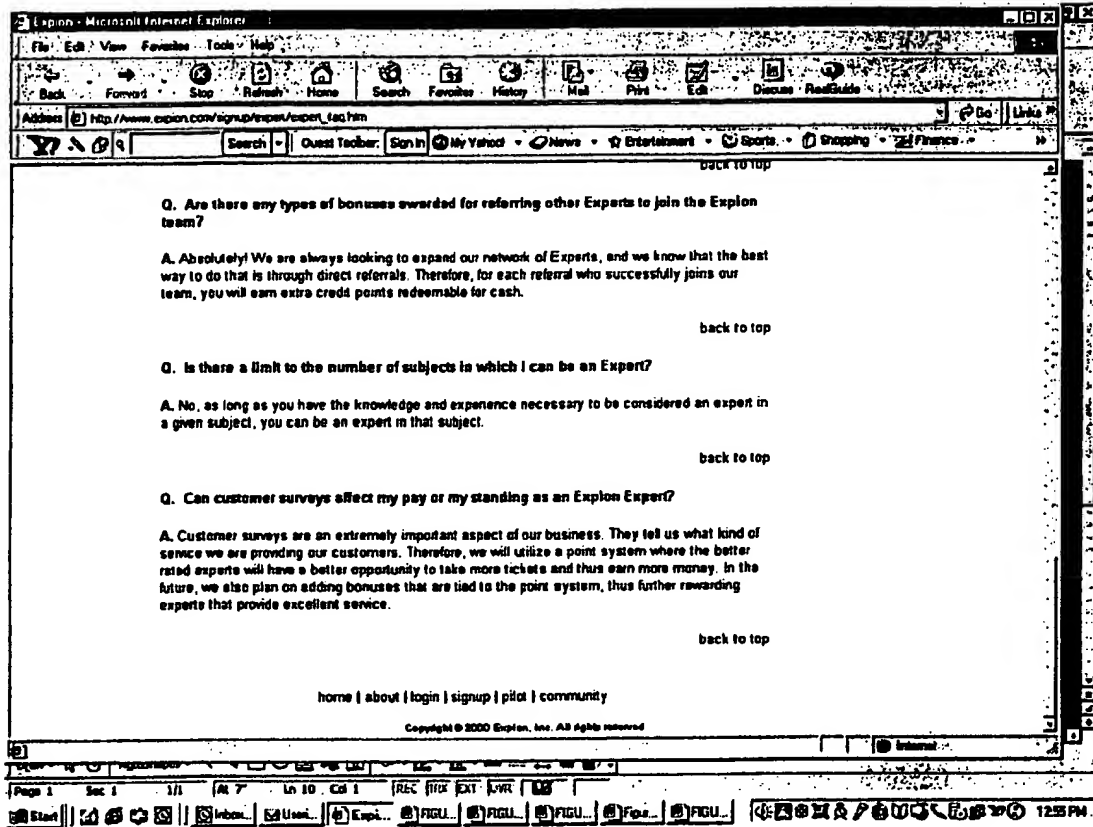 Expion - Microsoft Internet Explorer
File Edit View Favorites Tools Help
Back Forward Stop Refresh Home Search Favorites History Mail Print Edit Discuss RealGuide
Address http://www.expion.com/signup/expert/expert_faq.htm Go Links
Search Guest Toolbar: Sign In My Yahoo! News Entertainment Sports Shopping Finance
back to top
Q. Are there any types of bonuses awarded for referring other Experts to join the Expion
team?
A. Absolutely! We are always looking to expand our network of Experts, and we know that the best
way to do that is through direct referrals. Therefore, for each referral who successfully joins our
team, you will earn extra credit points redeemable for cash.
back to top
Q. Is there a limit to the number of subjects in which I can be an Expert?
A. No, as long as you have the knowledge and experience necessary to be considered an expert in
a given subject, you can be an expert in that subject.
back to top
Q. Can customer surveys affect my pay or my standing as an Expion Expert?
A. Customer surveys are an extremely important aspect of our business. They tell us what kind of
service we are providing our customers. Therefore, we will utilize a point system where the better
rated experts will have a better opportunity to take more tickets and thus earn more money. In the
future, we also plan on adding bonuses that are tied to the point system, thus further rewarding
experts that provide excellent service.
back to top
home | about | login | signup | pilot | community
Copyright © 2000 Expion, Inc. All rights reserved
Internet
Page 1 Sec 1 1/1 At 7" Ln 10 Col 1 REC TRK EXT OVR
Start Inbox... Expi... FIGU... FIGU... FIGU... Figu... FIGU... 12:55 PM